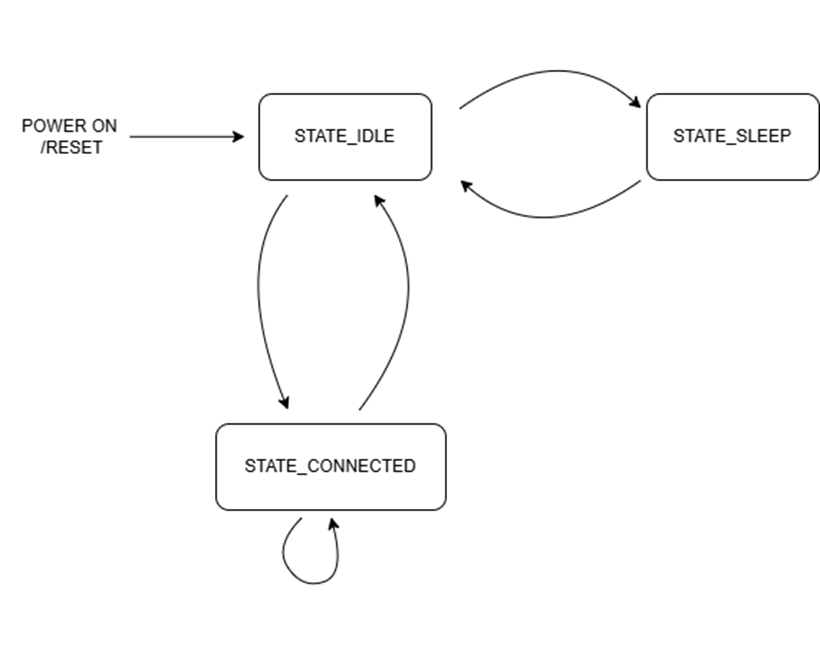 POWER ON
/RESET
STATE_IDLE
STATE_SLEEP
STATE_CONNECTED